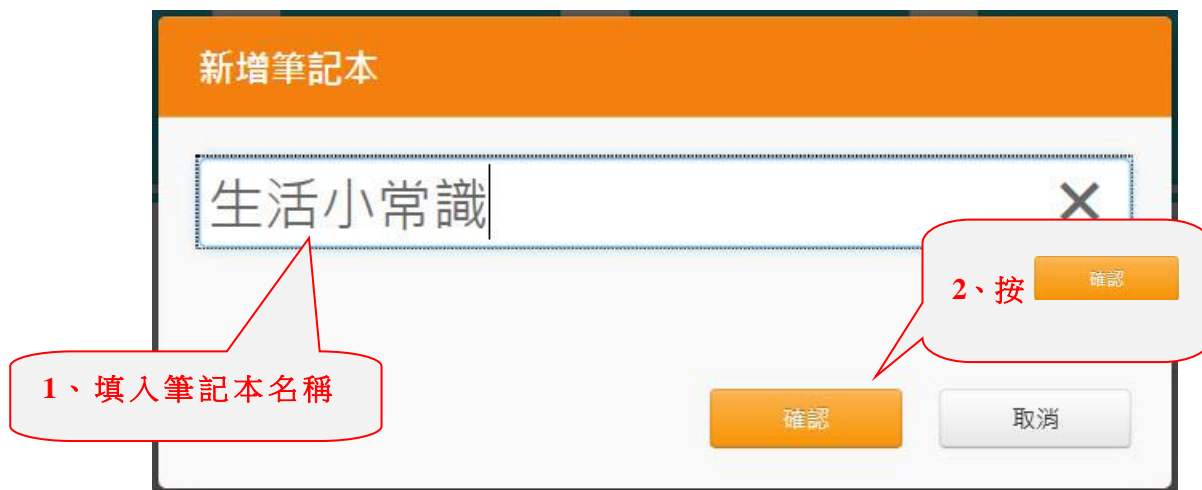 新增筆記本
生活小常識
2、按 確認
1、填入筆記本名稱
確認
取消